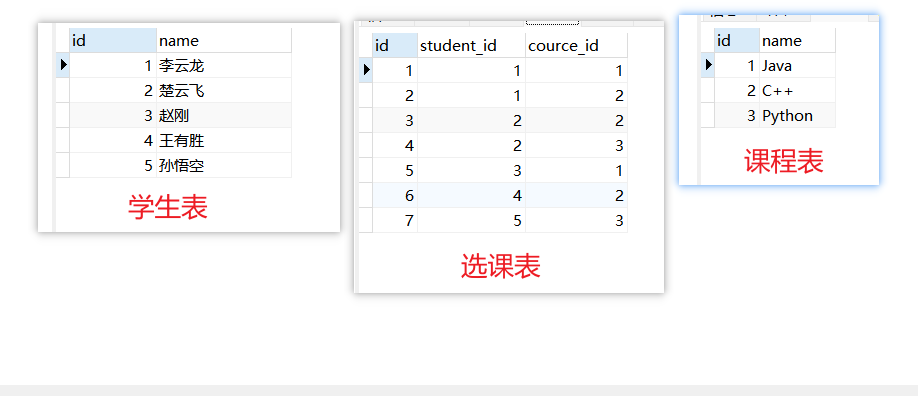 id name
1 李云龙
2 楚云飞
3 赵刚
4 王有胜
5 孙悟空
学生表
id student_id cource_id
1 1 1
2 1 2
3 2 2
4 2 3
5 3 1
6 4 2
7 5 3
选课表
id name
1 Java
2 C++
3 Python
课程表